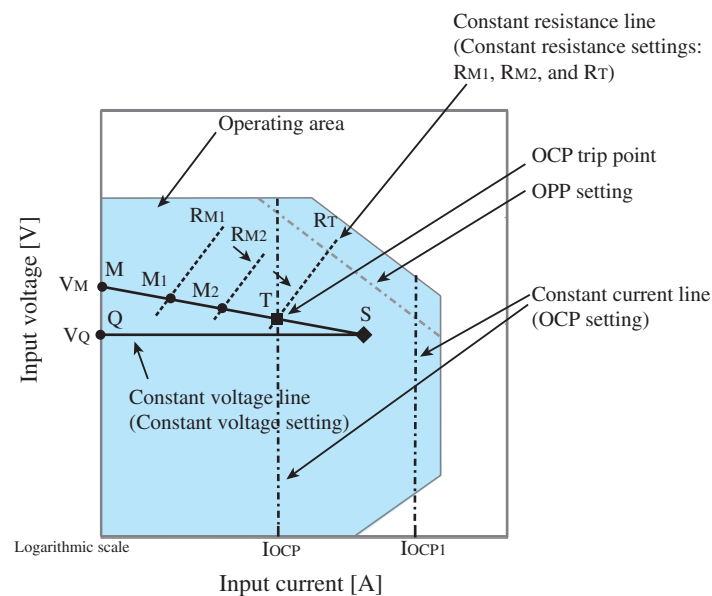 Constant resistance line
(Constant resistance settings:
RM1, RM2, and RT)
Operating area
OCP trip point
OPP setting
RM1
RT
RM2
Input voltage [V]
VM
M
M1
M2
T
S
Q
VQ
Constant current line
(OCP setting)
Constant voltage line
(Constant voltage setting)
Logarithmic scale
IOCP
IOCP1
Input current [A]